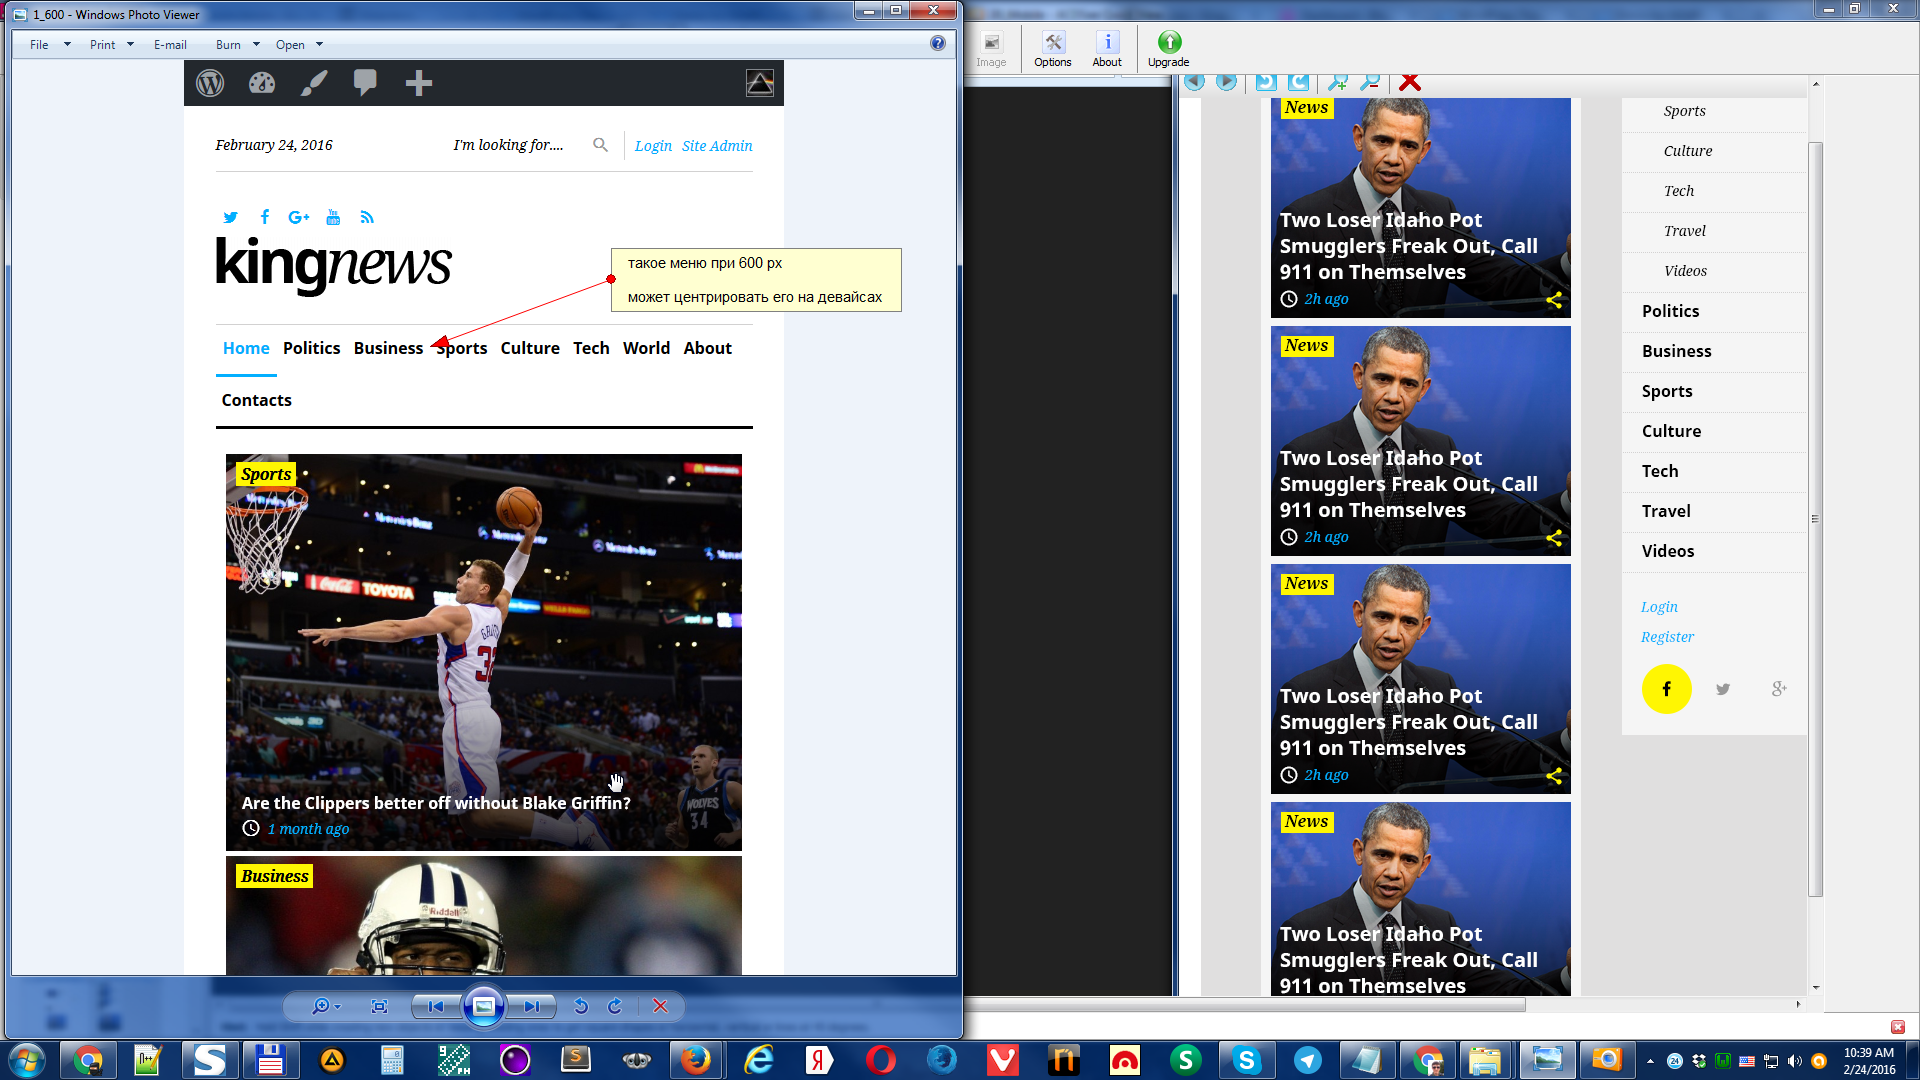 1_600 - Windows Photo Viewer
File
Print
E-mail
Burn
Open
Image
Options
About
Upgrade
February 24, 2016
I'm looking for....
Login
Site Admin
kingnews
такое меню при 600 px
может центрировать его на девайсах
Home
Politics
Business
Sports
Culture
Tech
World
About
Contacts
Sports
TOYOTA
32
WOLVES
34
Are the Clippers better off without Blake Griffin?
1 month ago
Business
Riddell
News
Two Loser Idaho Pot
Smugglers Freak Out, Call
911 on Themselves
2h ago
News
Two Loser Idaho Pot
Smugglers Freak Out, Call
911 on Themselves
2h ago
News
Two Loser Idaho Pot
Smugglers Freak Out, Call
911 on Themselves
2h ago
News
Two Loser Idaho Pot
Smugglers Freak Out, Call
911 on Themselves
Sports
Culture
Tech
Travel
Videos
Politics
Business
Sports
Culture
Tech
Travel
Videos
Login
Register
10:39 AM
2/24/2016